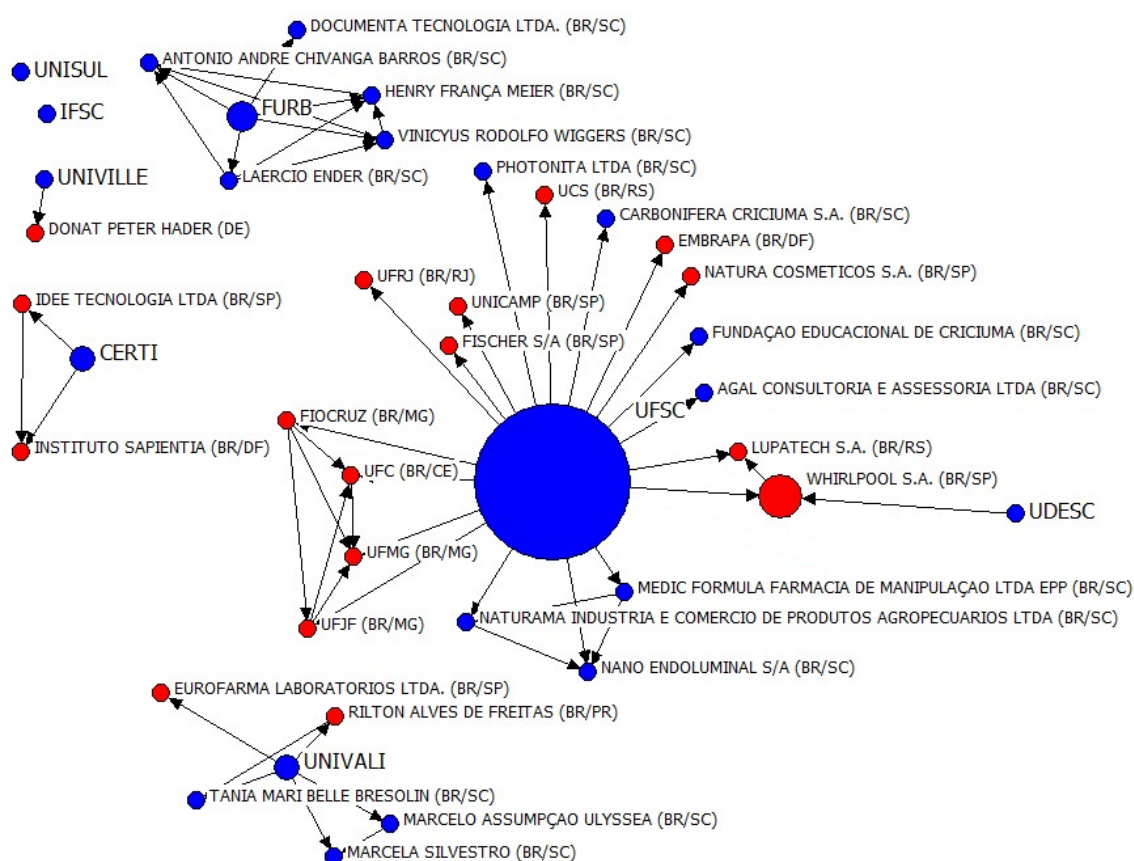 DOCUMENTA TECNOLOGIA LTDA. (BR/SC)
ANTONIO ANDRE CHIVANGA BARROS (BR/SC)
UNISUL
HENRY FRANÇA MEIER (BR/SC)
IFSC
FURB
VINICYUS RODOLFO WIGGERS (BR/SC)
PHOTONITA LTDA (BR/SC)
UNIVILLE
LAERCIO ENDER (BR/SC)
UCS (BR/RS)
CARBONIFERA CRICIUMA S.A. (BR/SC)
DONAT PETER HADER (DE)
EMBRAPA (BR/DF)
UFRJ (BR/RJ)
NATURA COSMETICOS S.A. (BR/SP)
IDEE TECNOLOGIA LTDA (BR/SP)
UNICAMP (BR/SP)
FUNDAÇAO EDUCACIONAL DE CRICIUMA (BR/SC)
FISCHER S/A (BR/SP)
CERTI
AGAL CONSULTORIA E ASSESSORIA LTDA (BR/SC)
UFSC
FIOCRUZ (BR/MG)
INSTITUTO SAPIENTIA (BR/DF)
LUPATECH S.A. (BR/RS)
UFC (BR/CE)
WHIRLPOOL S.A. (BR/SP)
UDESC
UFMG (BR/MG)
MEDIC FORMULA FARMACIA DE MANIPULAÇAO LTDA EPP (BR/SC)
NATURAMA INDUSTRIA E COMERCIO DE PRODUTOS AGROPECUARIOS LTDA (BR/SC)
UFJF (BR/MG)
NANO ENDOLUMINAL S/A (BR/SC)
EUROFARMA LABORATORIOS LTDA. (BR/SP)
RILTON ALVES DE FREITAS (BR/PR)
UNIVALI
TANIA MARI BELLE BRESOLIN (BR/SC)
MARCELO ASSUMPÇAO ULYSSEA (BR/SC)
MARCELA SILVESTRO (BR/SC)